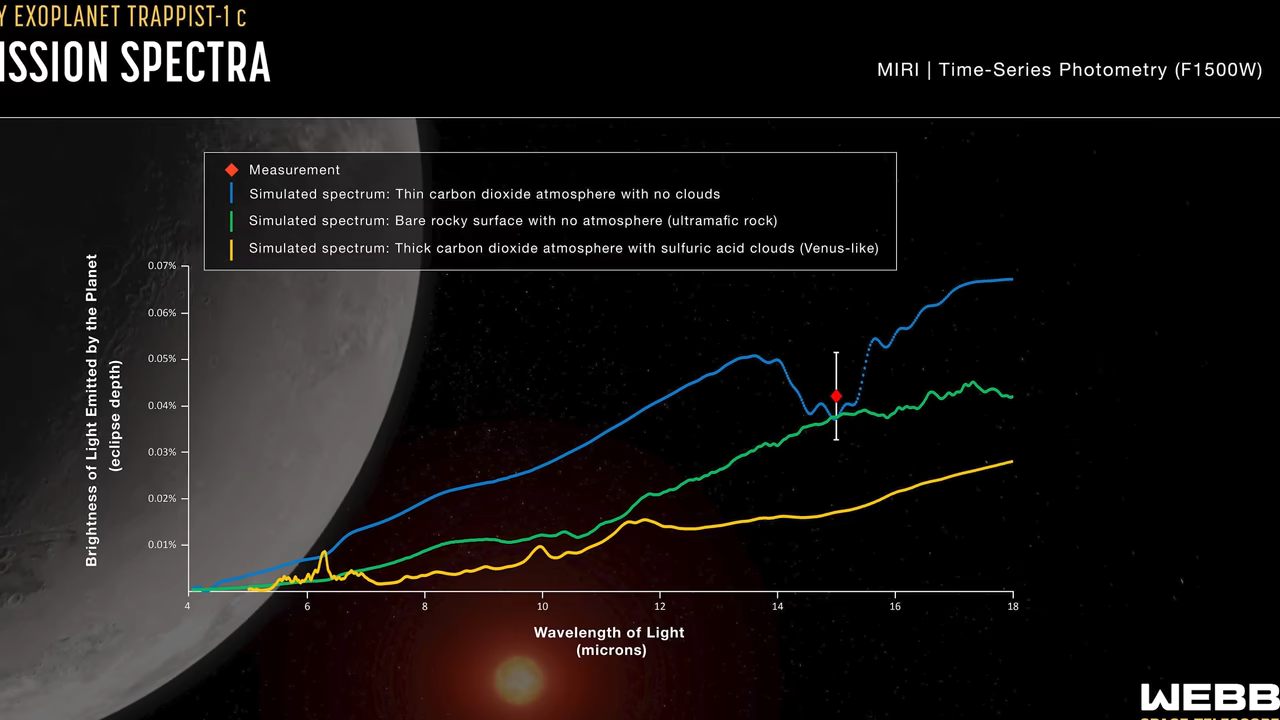 Y EXOPLANET TRAPPIST-1 c
ISSION SPECTRA
MIRI | Time-Series Photometry (F1500W)
Measurement
Simulated spectrum: Thin carbon dioxide atmosphere with no clouds
Simulated spectrum: Bare rocky surface with no atmosphere (ultramafic rock)
Simulated spectrum: Thick carbon dioxide atmosphere with sulfuric acid clouds (Venus-like)
Brightness of Light Emitted by the Planet
(eclipse depth)
0.07%
0.06%
0.05%
0.04%
0.03%
0.02%
0.01%
4 6 8 10 12 14 16 18
Wavelength of Light
(microns)
WEBB